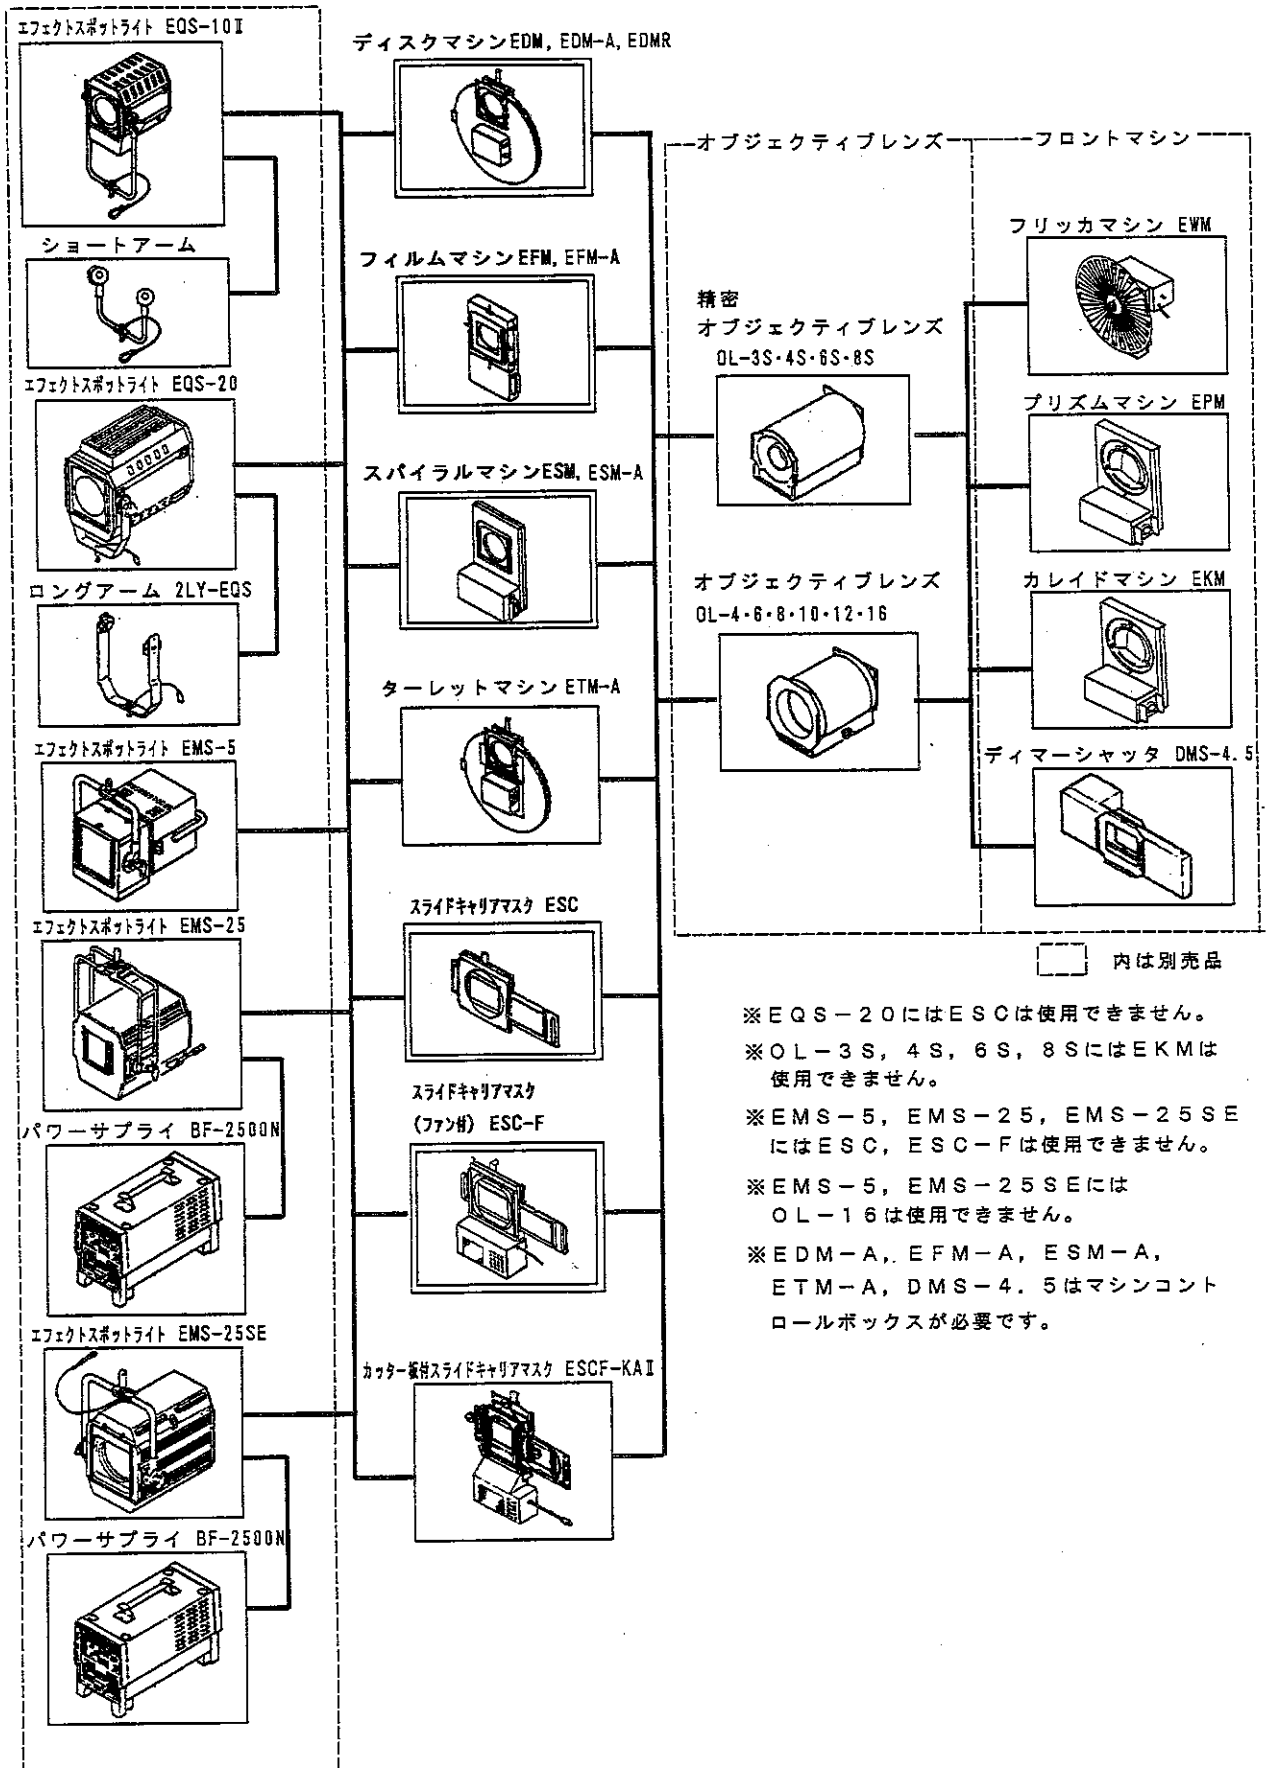 エフェクトスポットライト EQS-10Ⅱ
ショートアーム
エフェクトスポットライト EQS-20
ロングアーム 2LY-EQS
エフェクトスポットライト EMS-5
エフェクトスポットライト EMS-25
パワーサプライ BF-2500N
エフェクトスポットライト EMS-25SE
パワーサプライ BF-2500N
ディスクマシンEDM, EDM-A, EDMR
フィルムマシンEFM, EFM-A
スパイラルマシンESM, ESM-A
ターレットマシンETM-A
スライドキャリアマスク ESC
スライドキャリアマスク
(ファン付) ESC-F
カッター板付スライドキャリアマスク ESCF-KAⅡ
オブジェクティブレンズ
精密
オブジェクティブレンズ
OL-3S・4S・6S・8S
オブジェクティブレンズ
OL-4・6・8・10・12・16
フロントマシン
フリッカマシン EWM
プリズムマシン EPM
カレイドマシン EKM
ディマーシャッタ DMS-4.5
内は別売品
※EQS-20にはESCは使用できません。
※OL-3S, 4S, 6S, 8SにはEKMは
使用できません。
※EMS-5, EMS-25, EMS-25SE
にはESC, ESC-Fは使用できません。
※EMS-5, EMS-25SEには
OL-16は使用できません。
※EDM-A, EFM-A, ESM-A,
ETM-A, DMS-4.5はマシンコント
ロールボックスが必要です。